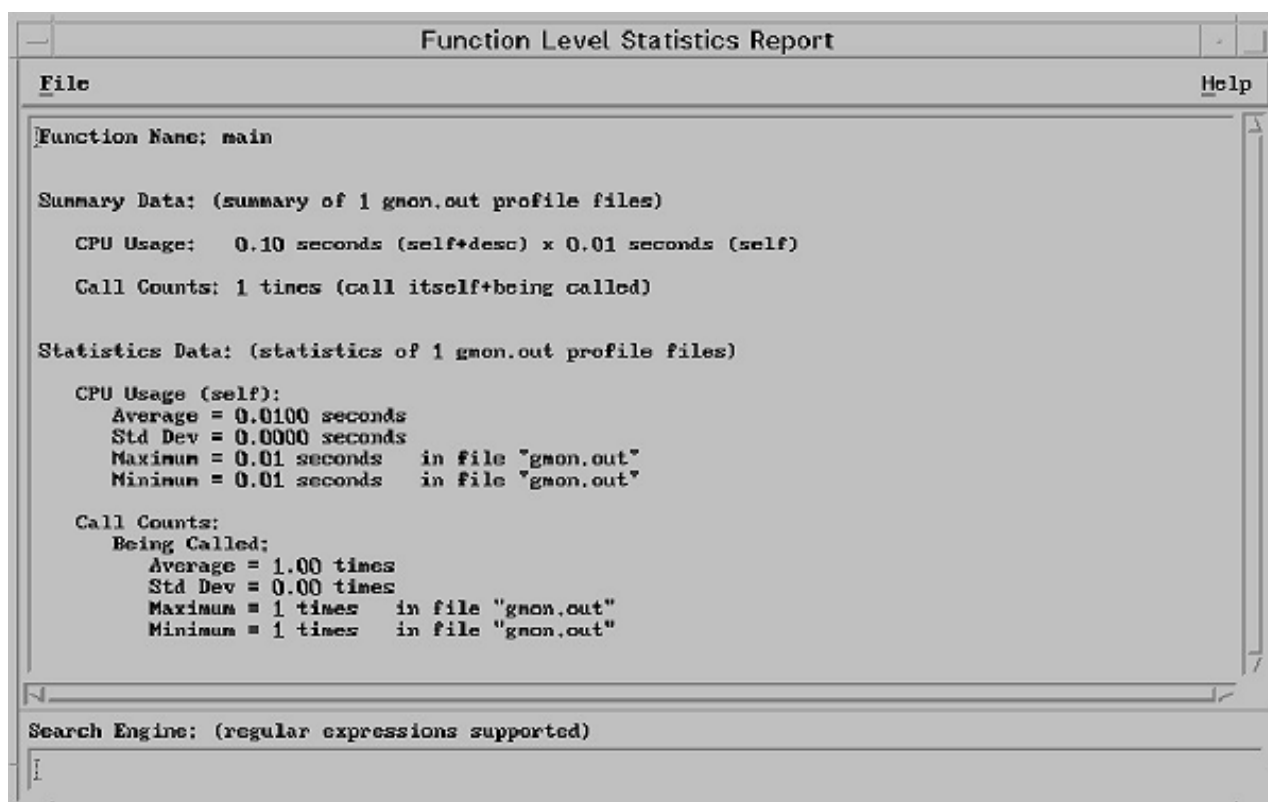 Function Level Statistics Report
File Help
Function Name: main
Summary Data: (summary of 1 gmon.out profile files)
CPU Usage: 0.10 seconds (self+desc) x 0.01 seconds (self)
Call Counts: 1 times (call itself+being called)
Statistics Data: (statistics of 1 gmon.out profile files)
CPU Usage (self):
Average = 0.0100 seconds
Std Dev = 0.0000 seconds
Maximum = 0.01 seconds in file "gmon.out"
Minimum = 0.01 seconds in file "gmon.out"
Call Counts:
Being Called:
Average = 1.00 times
Std Dev = 0.00 times
Maximum = 1 times in file "gmon.out"
Minimum = 1 times in file "gmon.out"
Search Engine: (regular expressions supported)